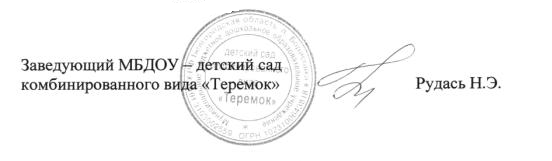 Заведующий МБДОУ – детский сад
комбинированного вида «Теремок»
Рудась Н.Э.
детский сад
«Теремок»